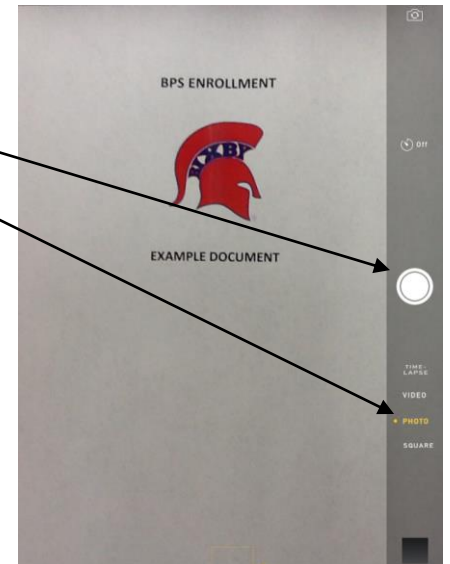 BPS ENROLLMENT
BIXBY
EXAMPLE DOCUMENT
Off
TIME-
LAPSE
VIDEO
PHOTO
SQUARE